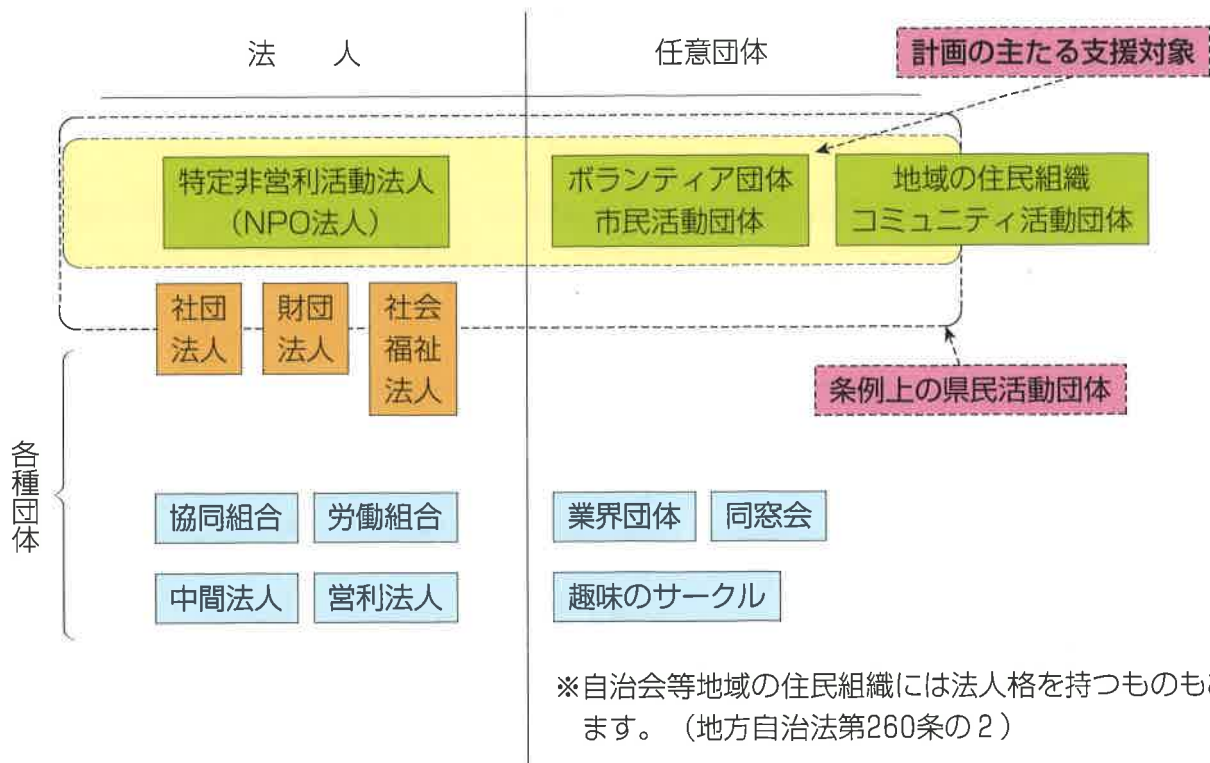 法　人
任意団体
計画の主たる支援対象
特定非営利活動法人
（NPO法人）
ボランティア団体
市民活動団体
地域の住民組織
コミュニティ活動団体
社団
法人
財団
法人
社会
福祉
法人
条例上の県民活動団体
各種団体
協同組合
労働組合
業界団体
同窓会
中間法人
営利法人
趣味のサークル
※自治会等地域の住民組織には法人格を持つものも
ます。（地方自治法第260条の２）